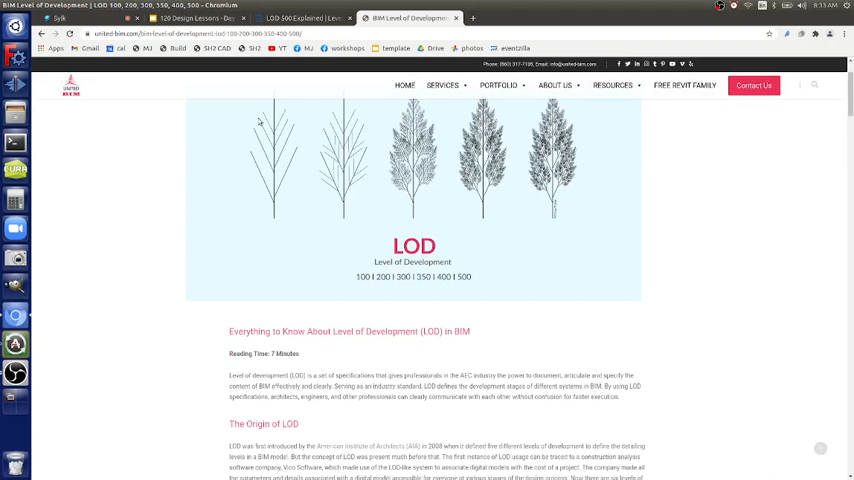 BIM Level of Development | LOD 100, 200, 300, 350, 400, 500 - Chromium
8:33 AM
Sylk
120 Design Lessons - Day
LOD 500 Explained | Level
BIM Level of Development
united-bim.com/bim-level-of-development-lod-100-200-300-350-400-500/
Apps
Gmail
cal
MJ
Build
SH2 CAD
SH2
YT
MJ
workshops
template
Drive
photos
eventzilla
Phone: (860) 317-7105, Email: info@united-bim.com
UNITED
BIM
HOME
SERVICES
PORTFOLIO
ABOUT US
RESOURCES
FREE REVIT FAMILY
Contact Us
LOD
Level of Development
100 I 200 I 300 I 350 I 400 I 500
Everything to Know About Level of Development (LOD) in BIM
Reading Time: 7 Minutes
Level of development (LOD) is a set of specifications that gives professionals in the AEC industry the power to document, articulate and specify the
content of BIM effectively and clearly. Serving as an industry standard, LOD defines the development stages of different systems in BIM. By using LOD
specifications, architects, engineers, and other professionals can clearly communicate with each other without confusion for faster execution.
The Origin of LOD
LOD was first introduced by the American Institute of Architects (AIA) in 2008 when it defined five different levels of development to define the detailing
levels in a BIM model. But the concept of LOD was present much before that. The first instance of LOD usage can be traced to a construction analysis
software company, Vico Software, which made use of the LOD-like system to associate digital models with the cost of a project. The company made all
the parameters and details associated with a digital model accessible for everyone at various stages of the design process. Now there are six levels of